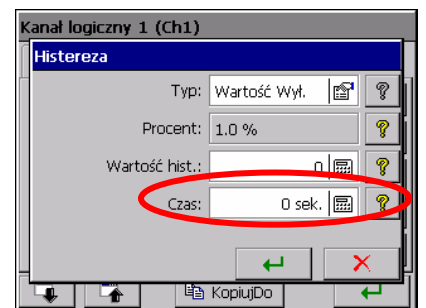 Kanał logiczny 1 (Ch1)
Histereza
Typ: Wartość Wył. ?
Procent: 1.0 % ?
Wartość hist.: 0 ?
Czas: 0 sek. ?
KopiujDo